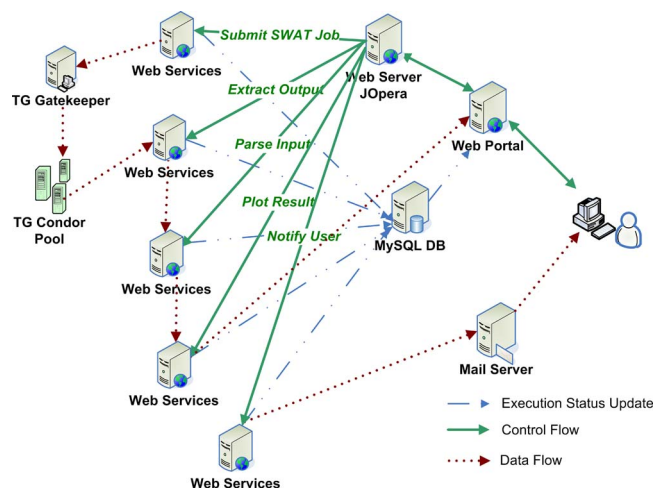 Submit SWAT Job
Web Services
Web Server
JOpera
TG Gatekeeper
Extract Output
Web Portal
Parse Input
Web Services
TG Condor
Pool
Plot Result
Notify User
MySQL DB
Web Services
Mail Server
Web Services
Web Services
Execution Status Update
Control Flow
Data Flow